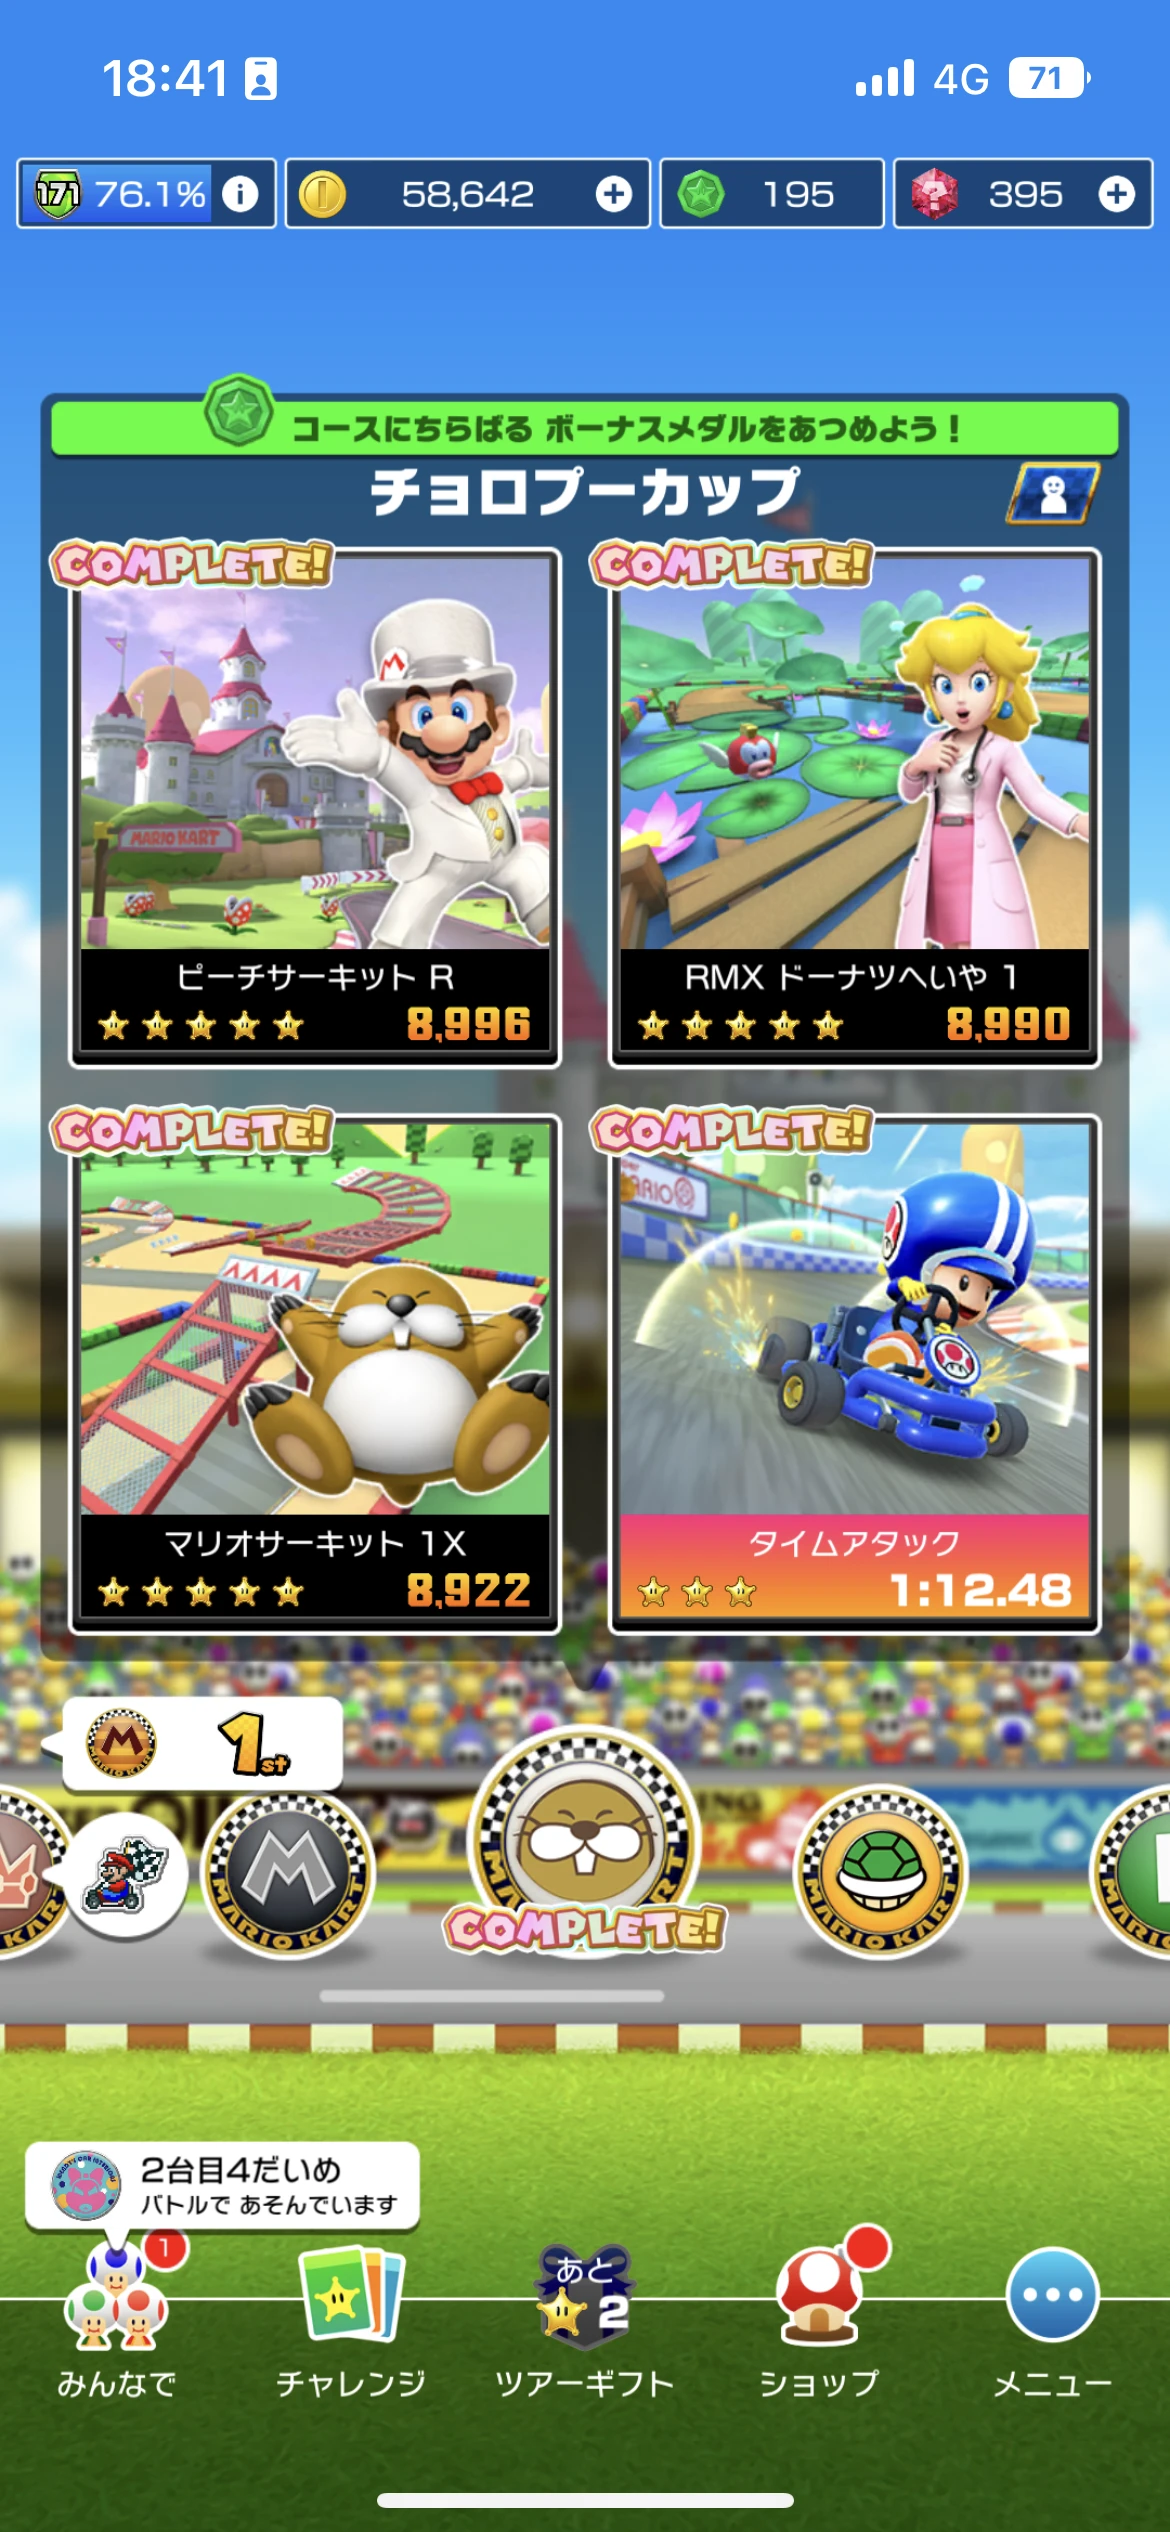 18:41 4G 71
171 76.1% 58,642 195 395
コースにちらばる ボーナスメダルをあつめよう！
チョロプーカップ
COMPLETE! COMPLETE!
MARIO KART
ピーチサーキット R RMX ドーナツへいや 1
8,996 8,990
COMPLETE! COMPLETE!
マリオサーキット 1X タイムアタック
8,922 1:12.48
1st
MARIO KART
COMPLETE!
2台目4だいめ
バトルで あそんでいます
1
あと
2
みんなで チャレンジ ツアーギフト ショップ メニュー